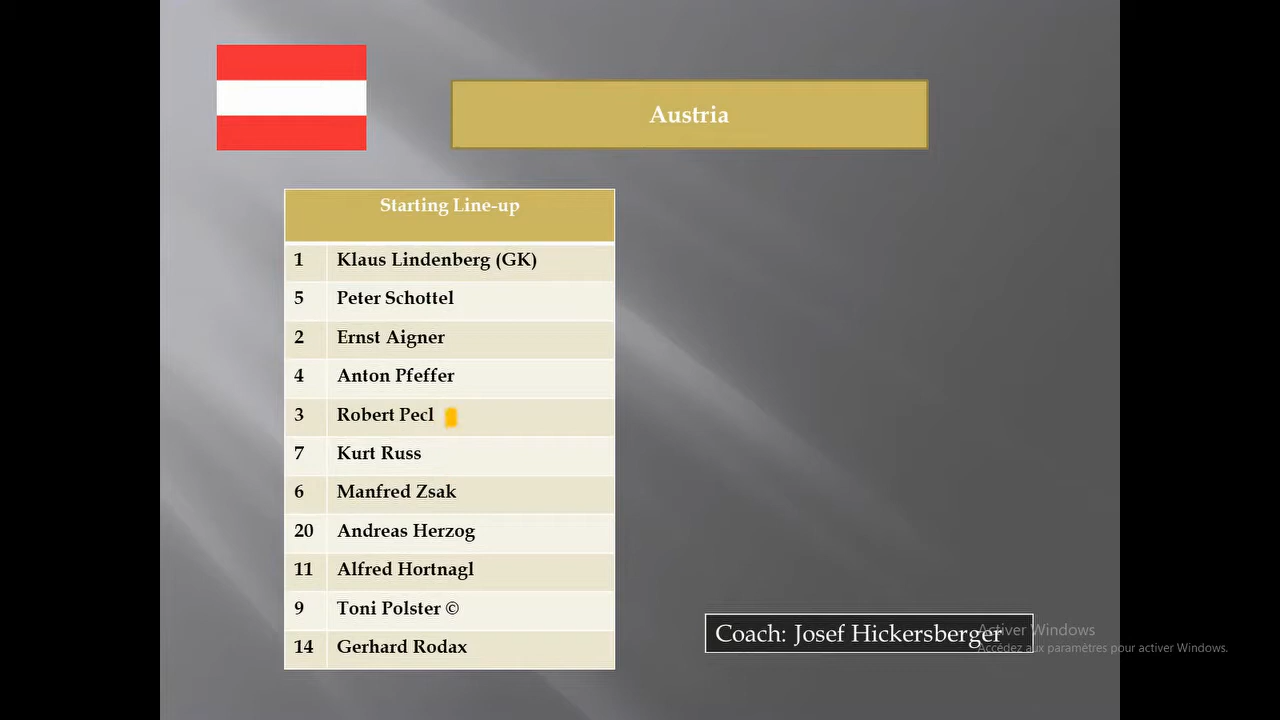 Austria
Starting Line-up
1 Klaus Lindenberg (GK)
5 Peter Schottel
2 Ernst Aigner
4 Anton Pfeffer
3 Robert Pecl
7 Kurt Russ
6 Manfred Zsak
20 Andreas Herzog
11 Alfred Hortnagl
9 Toni Polster ©
14 Gerhard Rodax
Coach: Josef Hickersberger
Activer Windows
Accédez aux paramètres pour activer Windows.